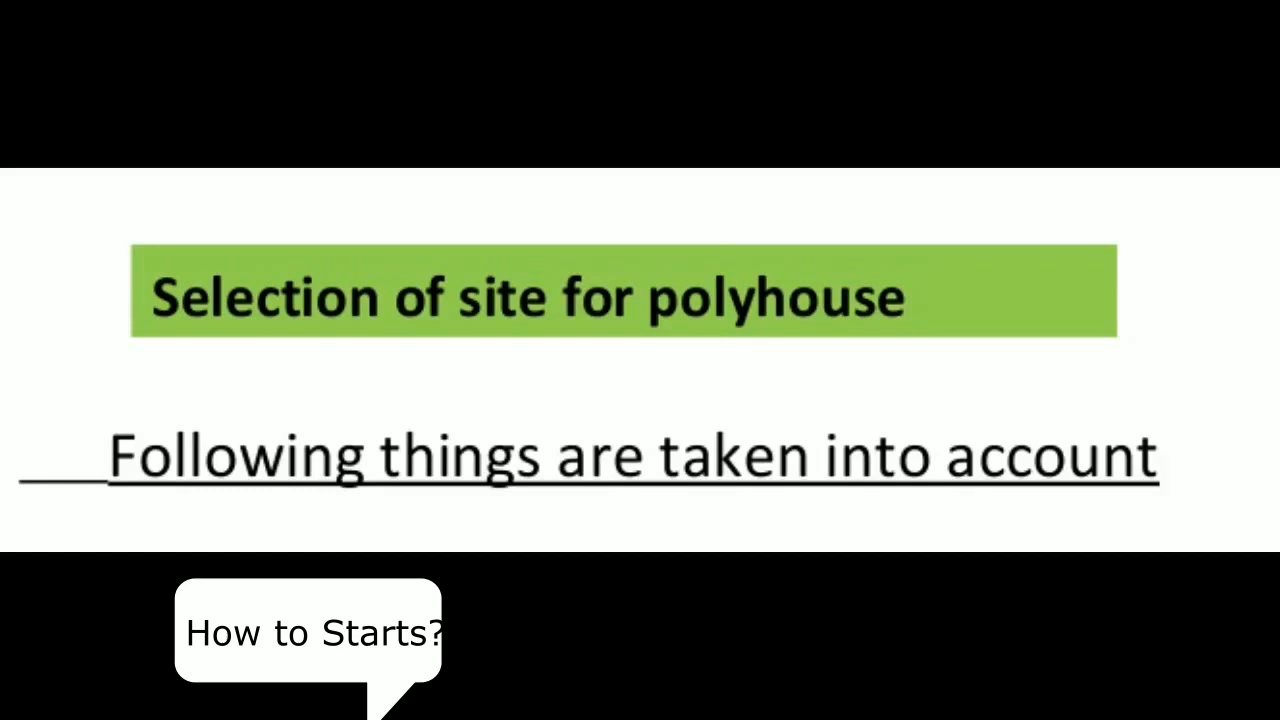 Selection of site for polyhouse
Following things are taken into account
How to Starts?